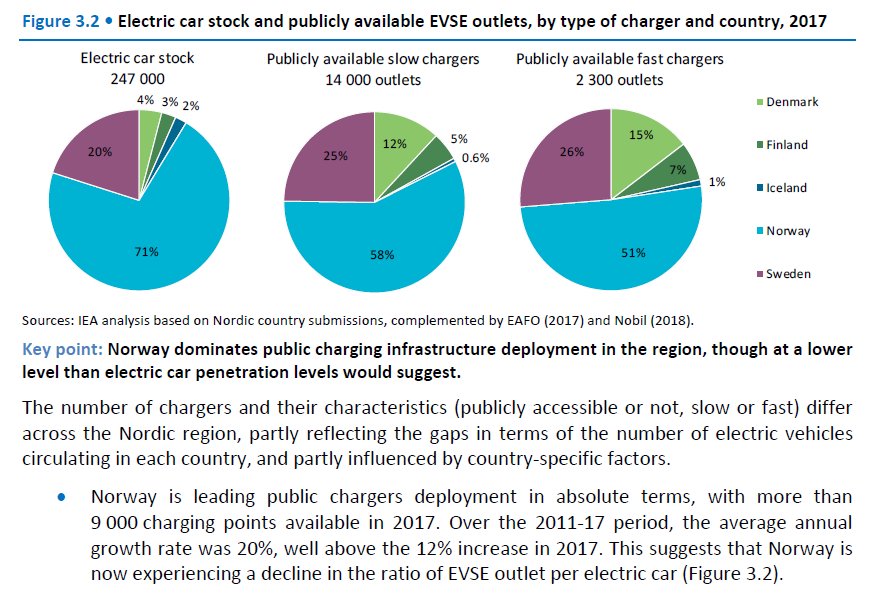 Figure 3.2 • Electric car stock and publicly available EVSE outlets, by type of charger and country, 2017
Electric car stock
247 000
4%
3%
2%
20%
71%
Publicly available slow chargers
14 000 outlets
12%
5%
0.6%
25%
58%
Publicly available fast chargers
2 300 outlets
15%
7%
1%
26%
51%
Denmark
Finland
Iceland
Norway
Sweden
Sources: IEA analysis based on Nordic country submissions, complemented by EAFO (2017) and Nobil (2018).
Key point: Norway dominates public charging infrastructure deployment in the region, though at a lower
level than electric car penetration levels would suggest.
The number of chargers and their characteristics (publicly accessible or not, slow or fast) differ
across the Nordic region, partly reflecting the gaps in terms of the number of electric vehicles
circulating in each country, and partly influenced by country-specific factors.
• Norway is leading public chargers deployment in absolute terms, with more than
9 000 charging points available in 2017. Over the 2011-17 period, the average annual
growth rate was 20%, well above the 12% increase in 2017. This suggests that Norway is
now experiencing a decline in the ratio of EVSE outlet per electric car (Figure 3.2).